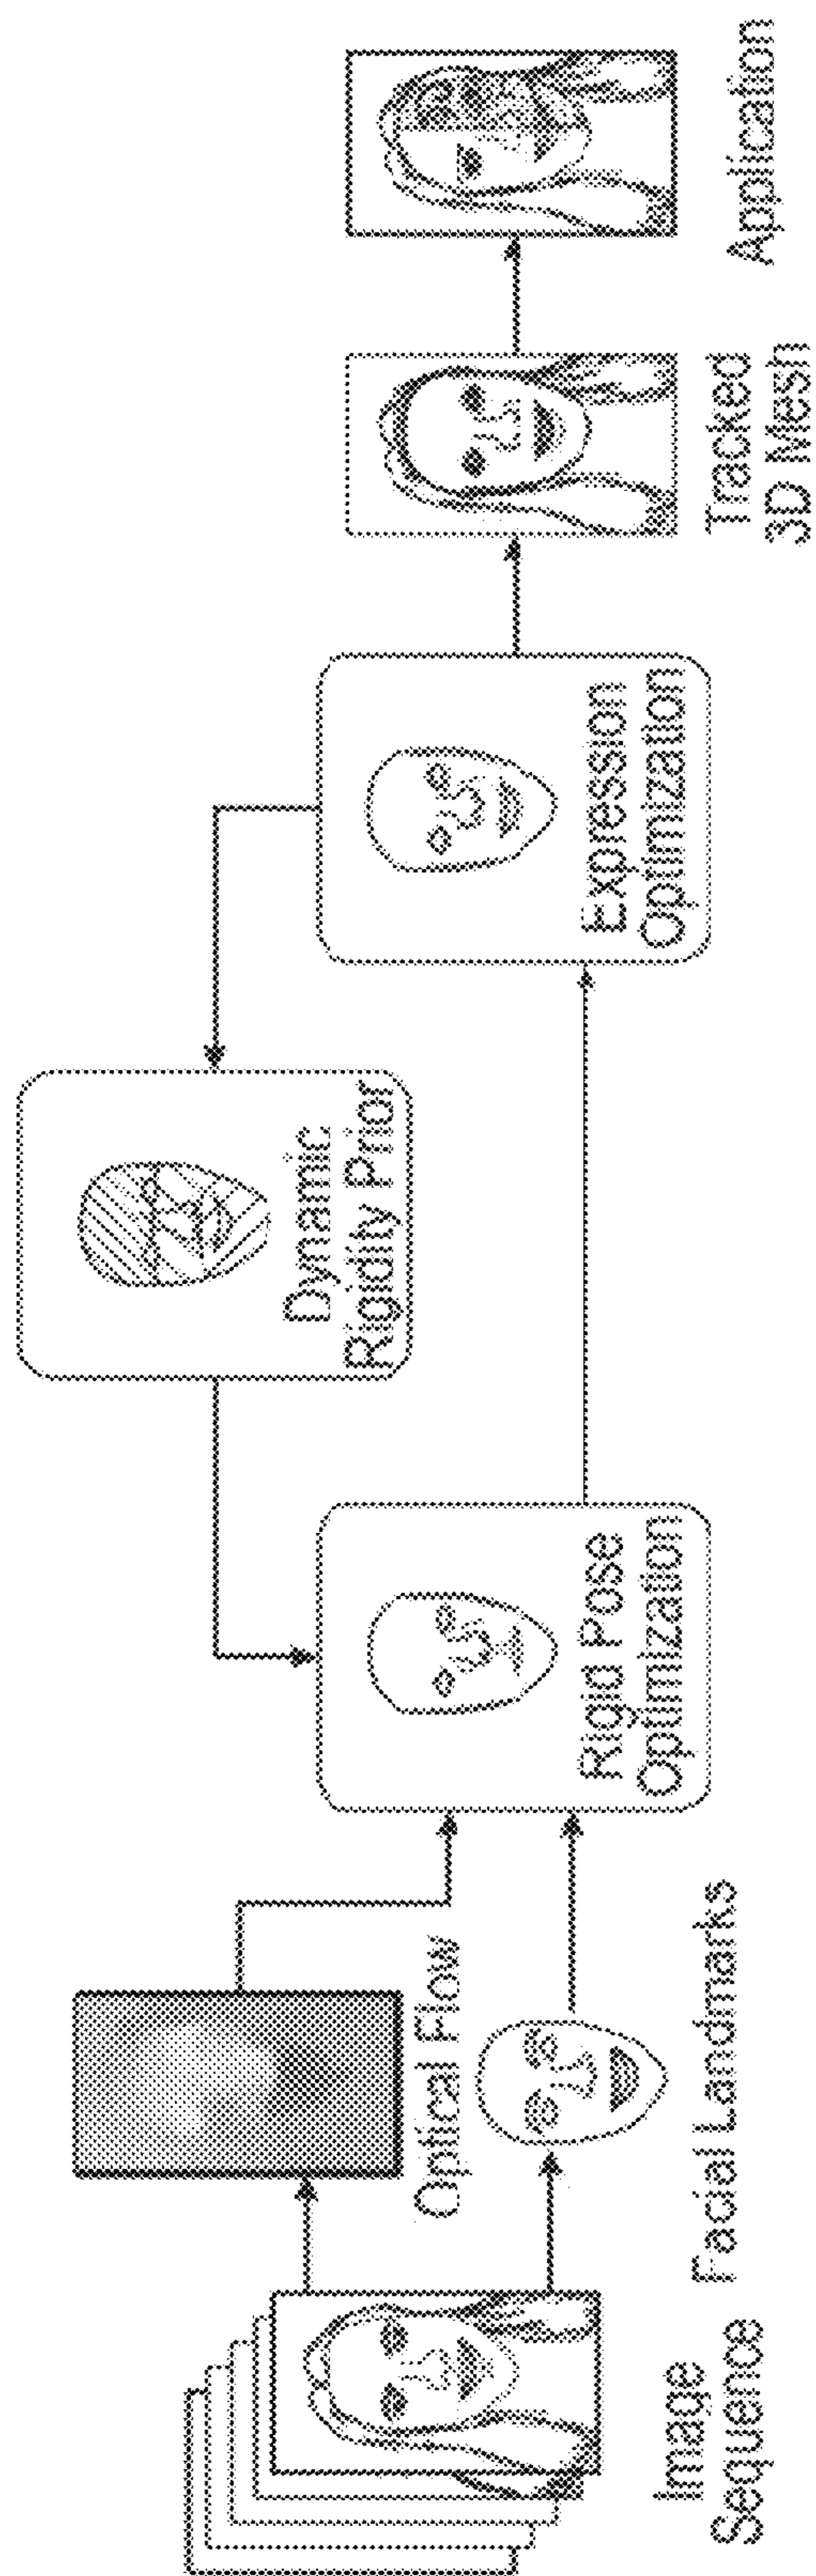 Image
Sequence
Optical Flow
Facial Landmarks
Rigid Pose
Optimization
Dynamic
Rigidity Prior
Expression
Optimization
Tracked
3D Mesh
Application